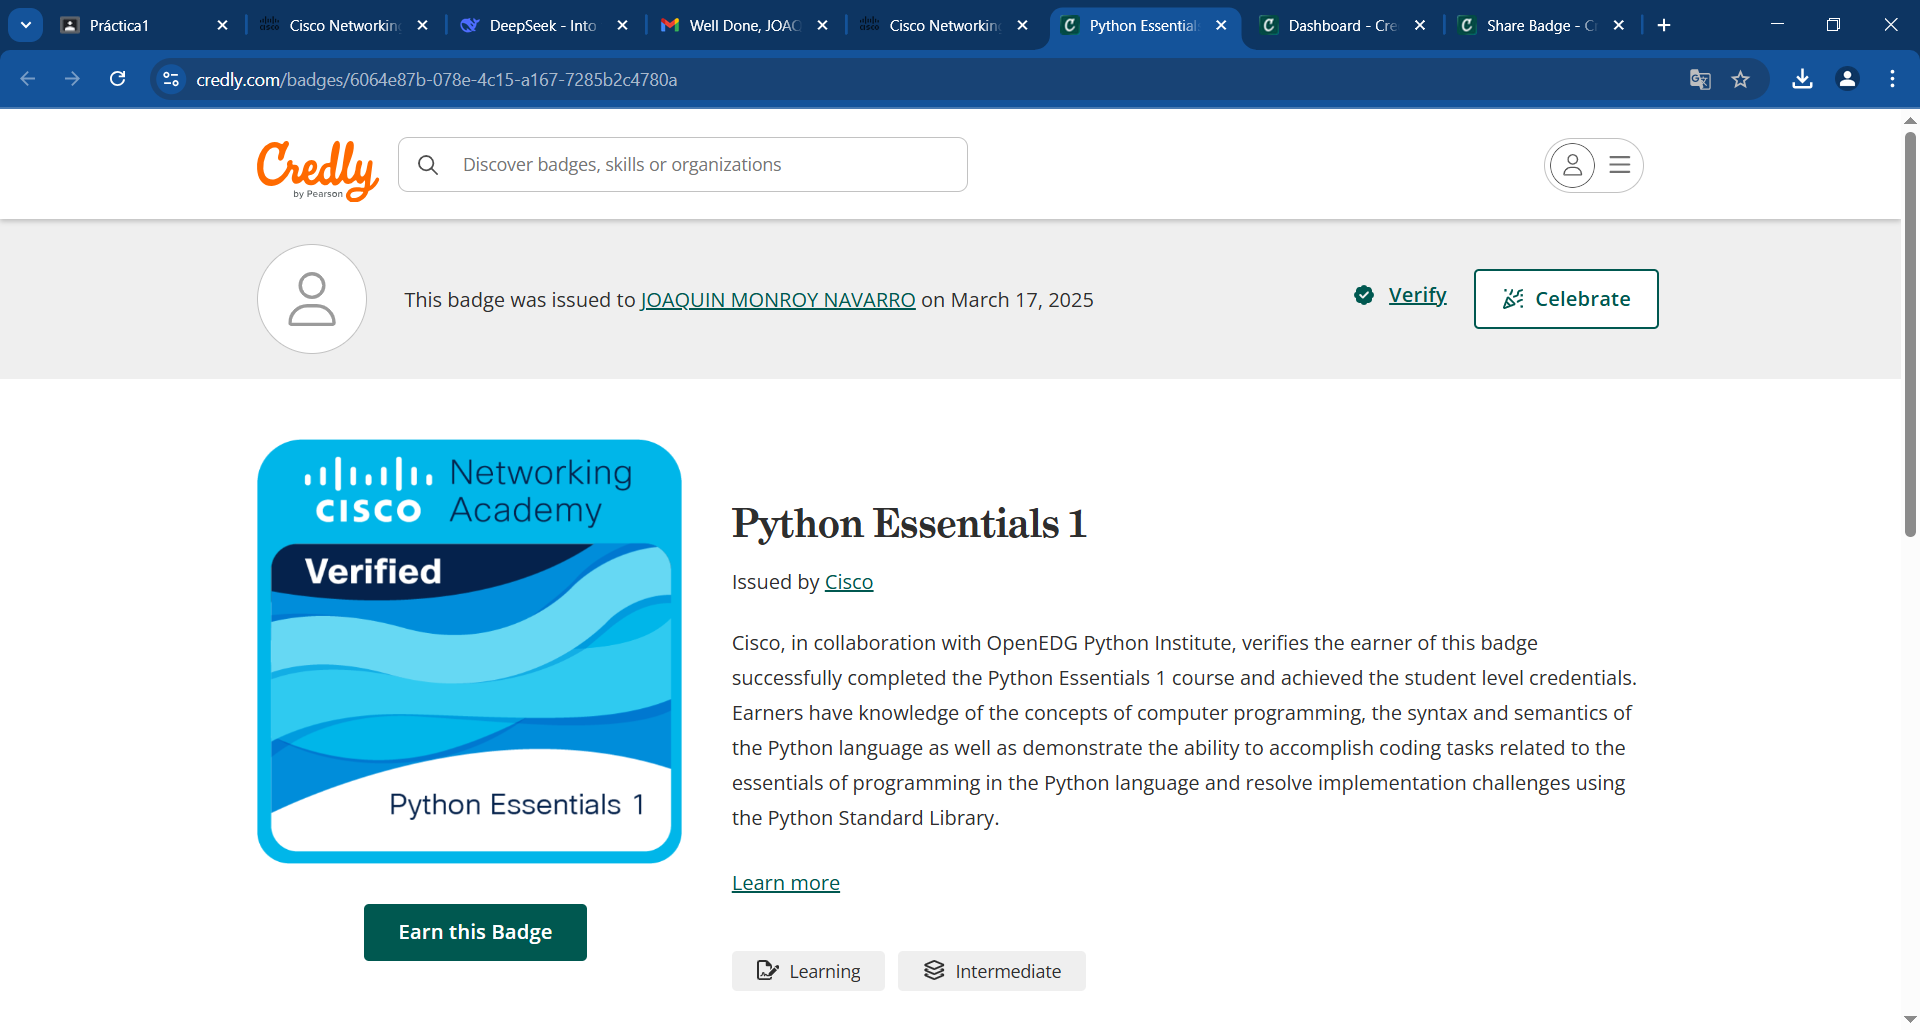 Práctica1
Cisco Networking
DeepSeek - Into
Well Done, JOAQ
Cisco Networking
Python Essential
Dashboard - Cre
Share Badge - C
credly.com/badges/6064e87b-078e-4c15-a167-7285b2c4780a
Credly
by Pearson
Discover badges, skills or organizations
This badge was issued to JOAQUIN MONROY NAVARRO on March 17, 2025
Verify
Celebrate
CISCO Networking Academy
Verified
Python Essentials 1
Python Essentials 1
Issued by Cisco
Cisco, in collaboration with OpenEDG Python Institute, verifies the earner of this badge
successfully completed the Python Essentials 1 course and achieved the student level credentials.
Earners have knowledge of the concepts of computer programming, the syntax and semantics of
the Python language as well as demonstrate the ability to accomplish coding tasks related to the
essentials of programming in the Python language and resolve implementation challenges using
the Python Standard Library.
Learn more
Earn this Badge
Learning
Intermediate